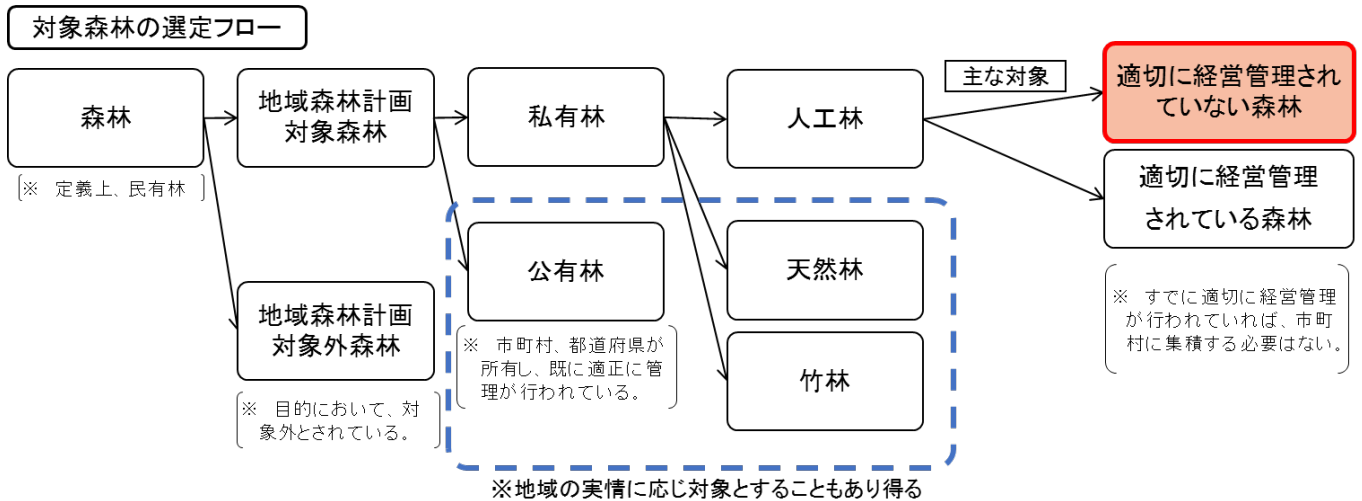 対象森林の選定フロー
森林
※ 定義上、民有林
地域森林計画
対象森林
地域森林計画
対象外森林
※ 目的において、対
象外とされている。
私有林
公有林
※ 市町村、都道府県が
所有し、既に適正に管
理が行われている。
人工林
天然林
竹林
※地域の実情に応じ対象とすることもあり得る
主な対象
適切に経営管理され
ていない森林
適切に経営管理
されている森林
※ すでに適切に経営管理
が行われていれば、市町
村に集積する必要はない。